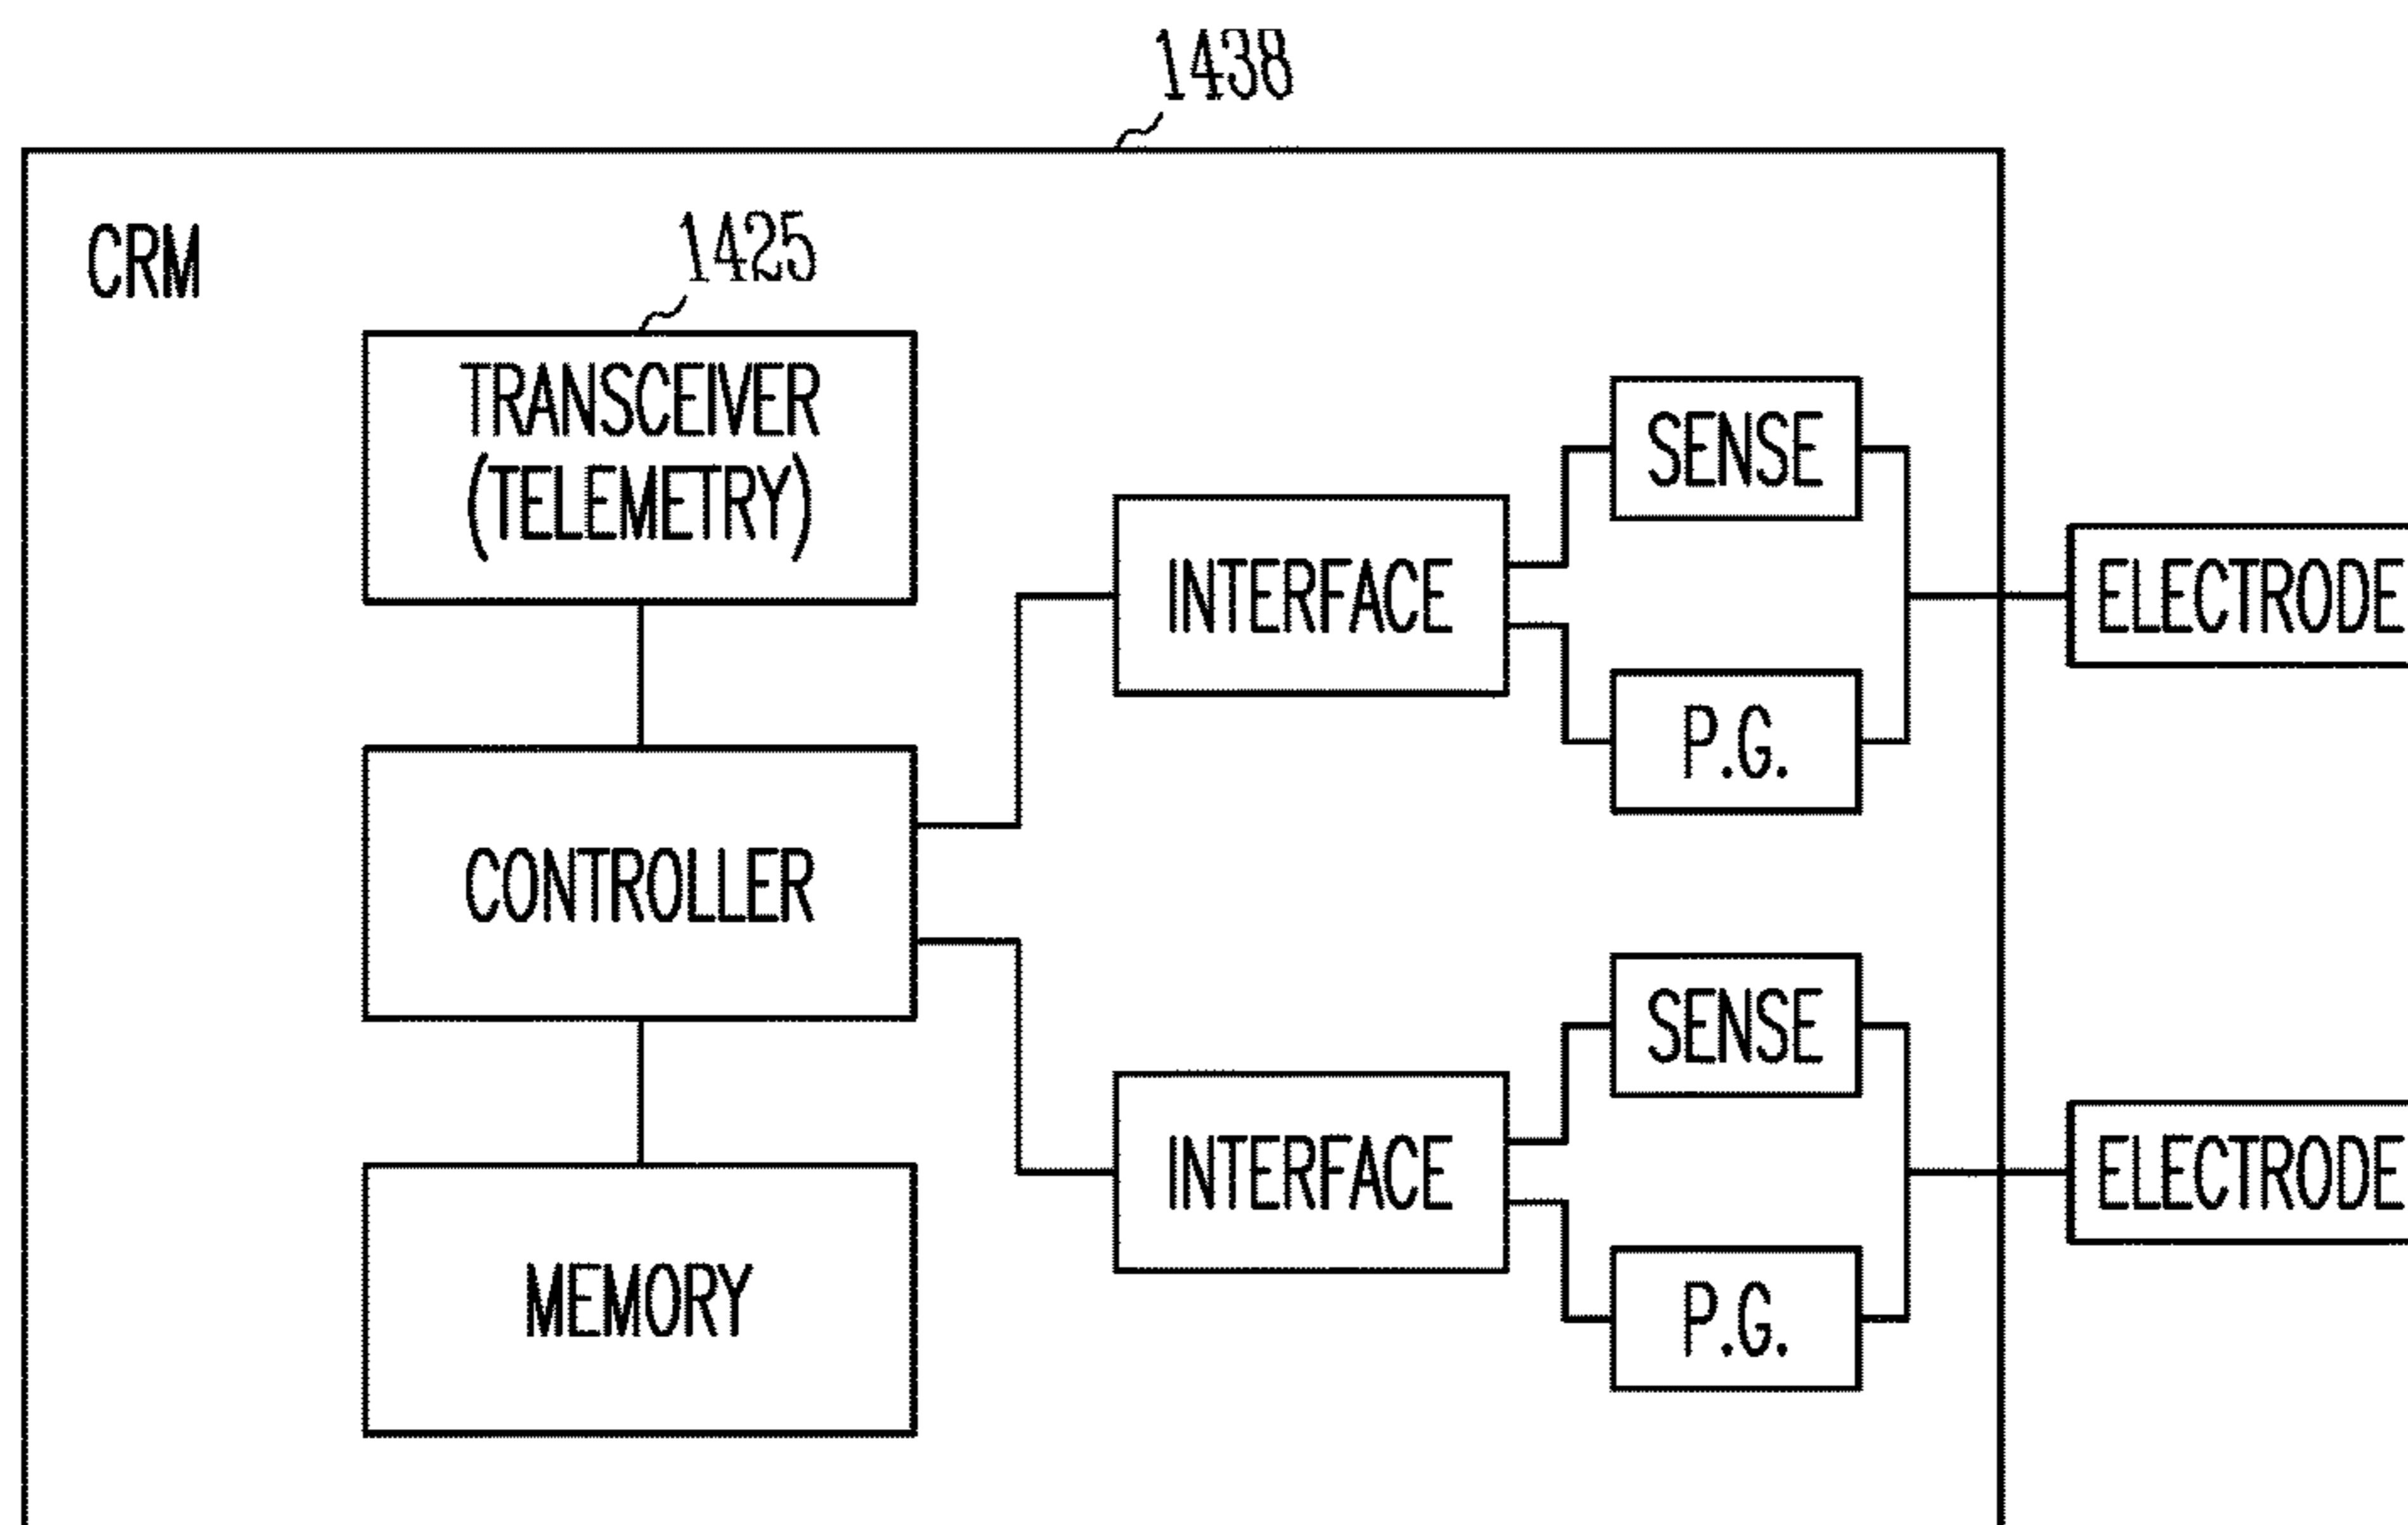 1438
CRM
1425
TRANSCEIVER
(TELEMETRY)
SENSE
INTERFACE
ELECTRODE
P.G.
CONTROLLER
SENSE
INTERFACE
ELECTRODE
P.G.
MEMORY